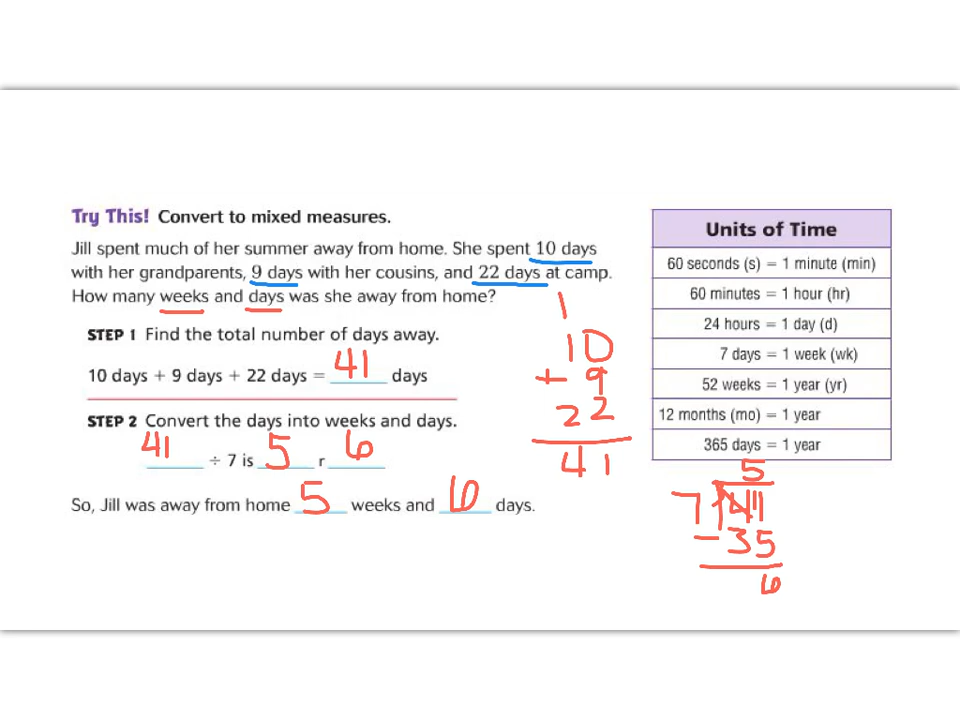 Try This! Convert to mixed measures.
Jill spent much of her summer away from home. She spent 10 days
with her grandparents, 9 days with her cousins, and 22 days at camp.
How many weeks and days was she away from home?
STEP 1 Find the total number of days away.
10 days + 9 days + 22 days = 41 days
STEP 2 Convert the days into weeks and days.
41 ÷ 7 is 5 r 6
So, Jill was away from home 5 weeks and 6 days.
1
10
+ 9
22
41
Units of Time
60 seconds (s) = 1 minute (min)
60 minutes = 1 hour (hr)
24 hours = 1 day (d)
7 days = 1 week (wk)
52 weeks = 1 year (yr)
12 months (mo) = 1 year
365 days = 1 year
5
7 41
- 35
6